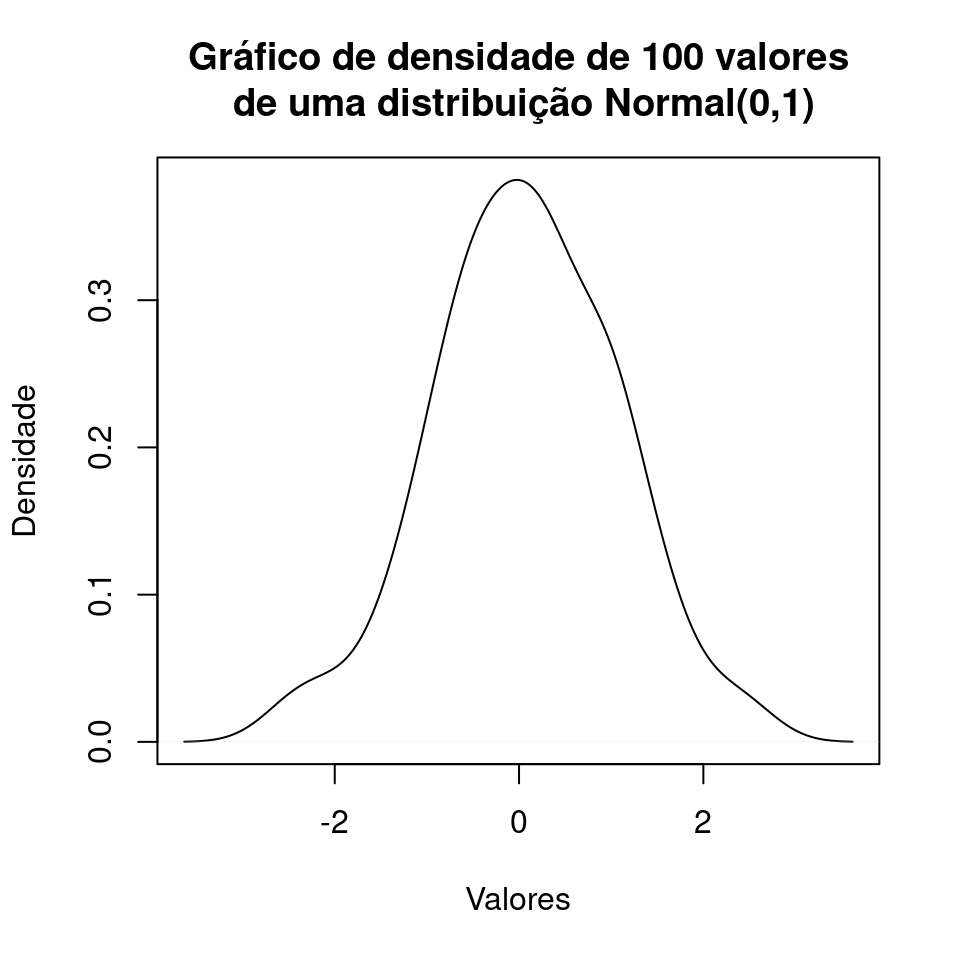 Gráfico de densidade de 100 valores
de uma distribuição Normal(0,1)
Densidade
0.3
0.2
0.1
0.0
-2 0 2
Valores